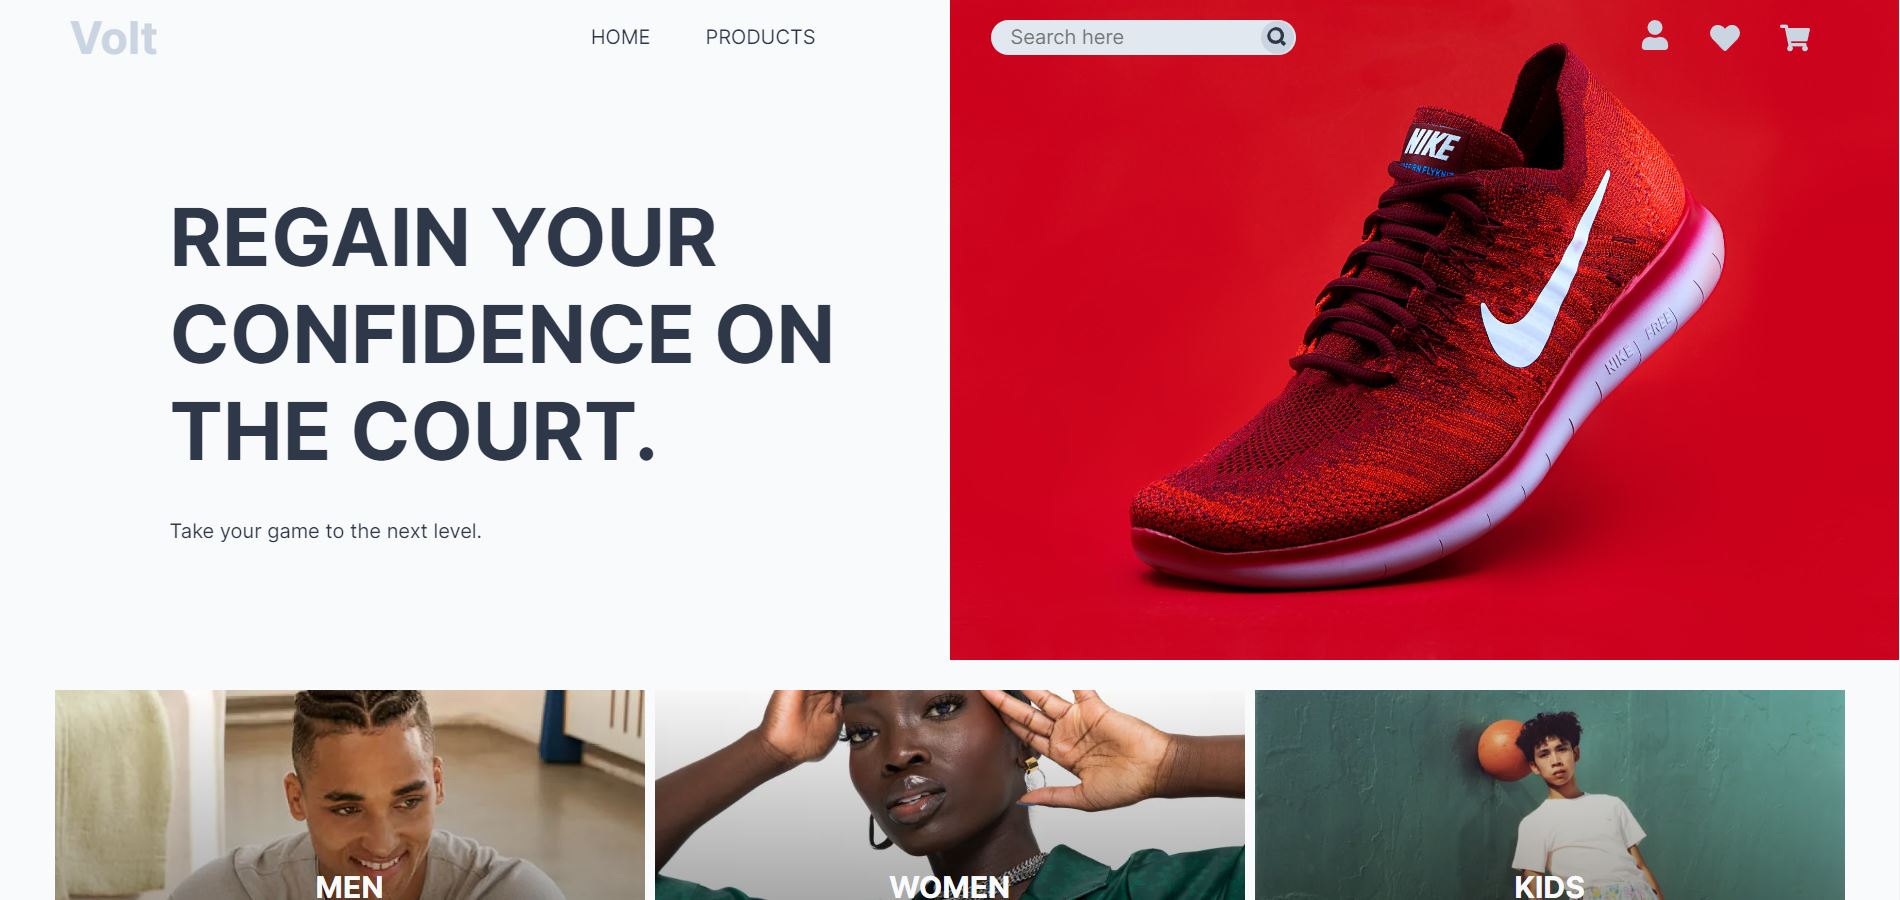 Volt
HOME
PRODUCTS
Search here
NIKE
REGAIN YOUR
CONFIDENCE ON
THE COURT.
NIKE FREE
Take your game to the next level.
MEN
WOMEN
KIDS